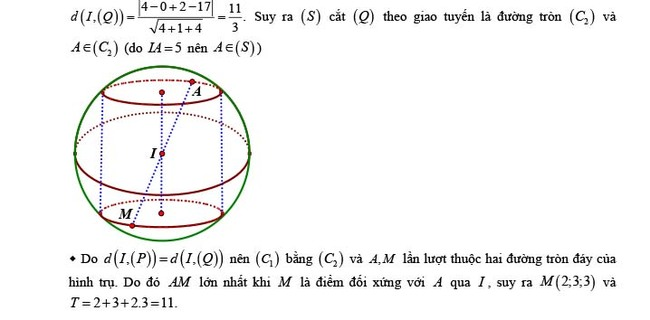 d(I,(Q)) = |4−0+2−17| / √(4+1+4) = 11/3. Suy ra (S) cắt (Q) theo giao tuyến là đường tròn (C₂) và
A∈(C₂) (do IA=5 nên A∈(S))
A
I
M
♦ Do d(I,(P))=d(I,(Q)) nên (C₁) bằng (C₂) và A,M lần lượt thuộc hai đường tròn đáy của
hình trụ. Do đó AM lớn nhất khi M là điểm đối xứng với A qua I, suy ra M(2;3;3) và
T=2+3+2.3=11.